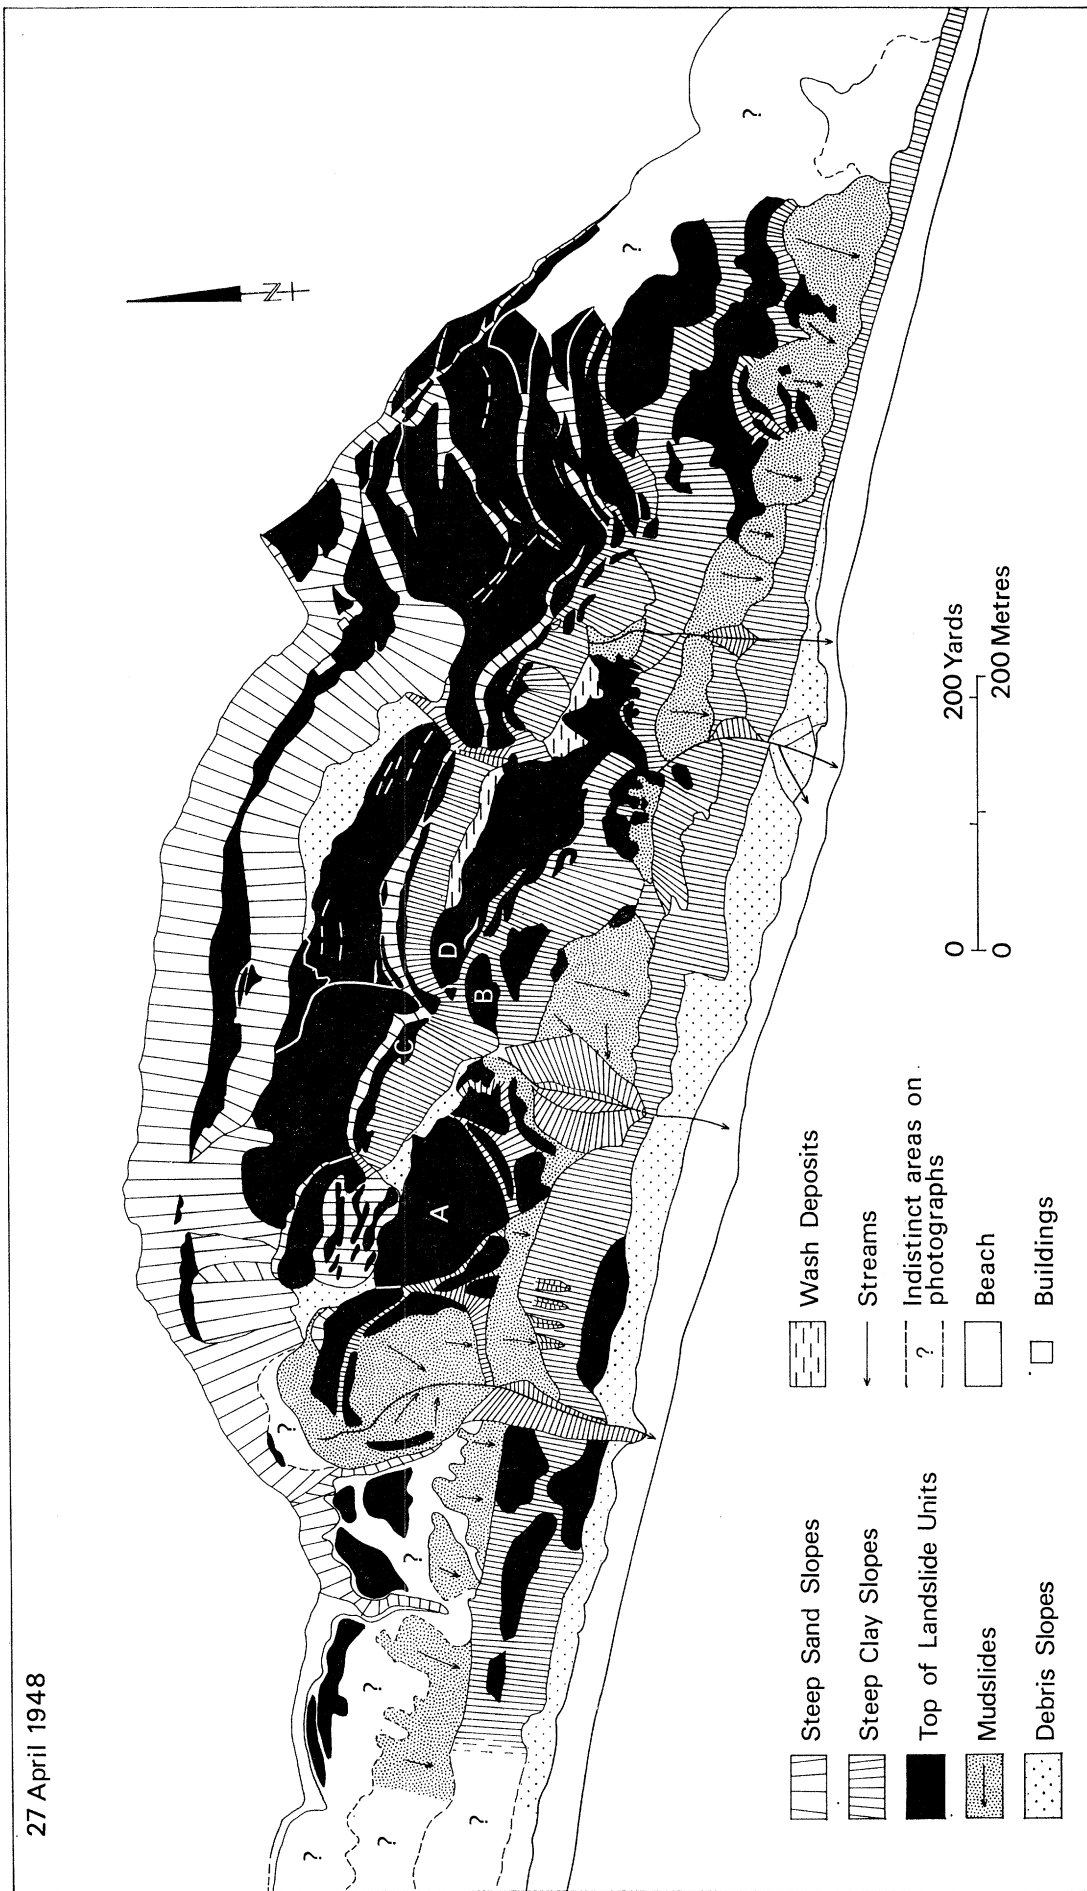 27 April 1948
?
?
?
?
?
?
?
?
N
A
B
C
D
0 200 Yards
0 200 Metres
Steep Sand Slopes
Steep Clay Slopes
Top of Landslide Units
Mudslides
Debris Slopes
Wash Deposits
Streams
? Indistinct areas on
photographs
Beach
Buildings